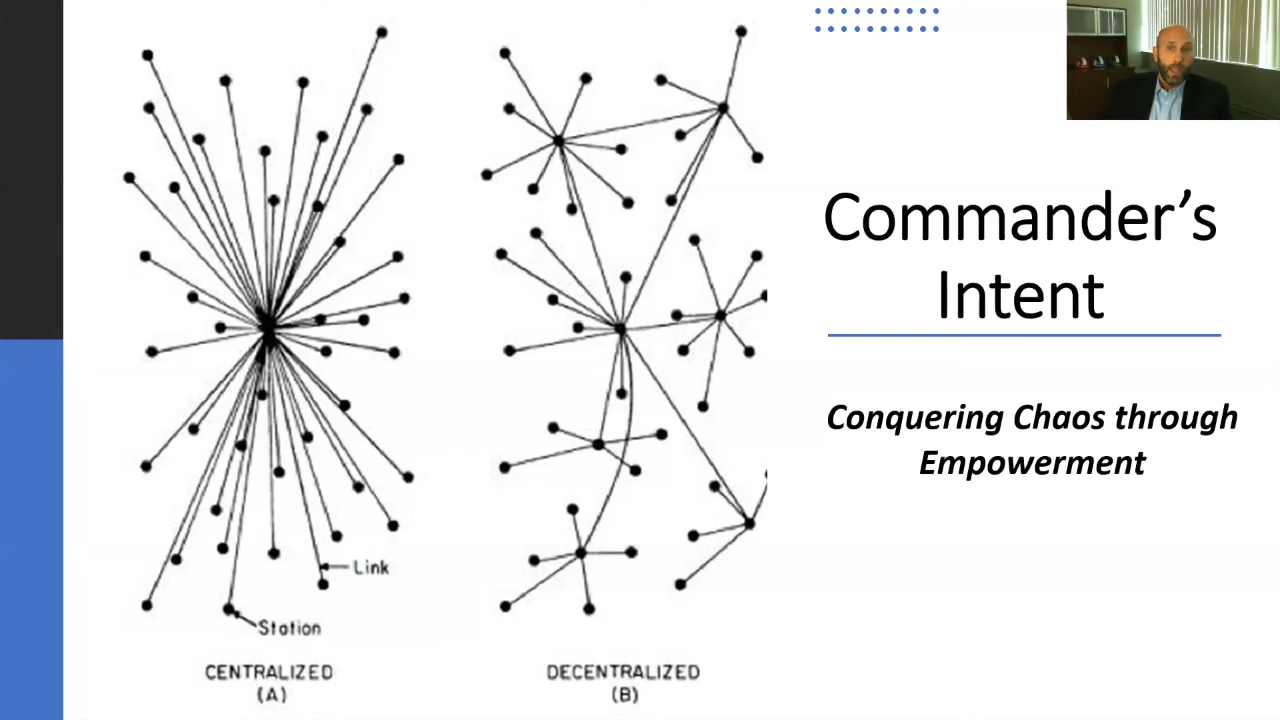 Commander’s
Intent
Conquering Chaos through
Empowerment
Link
Station
CENTRALIZED
(A)
DECENTRALIZED
(B)